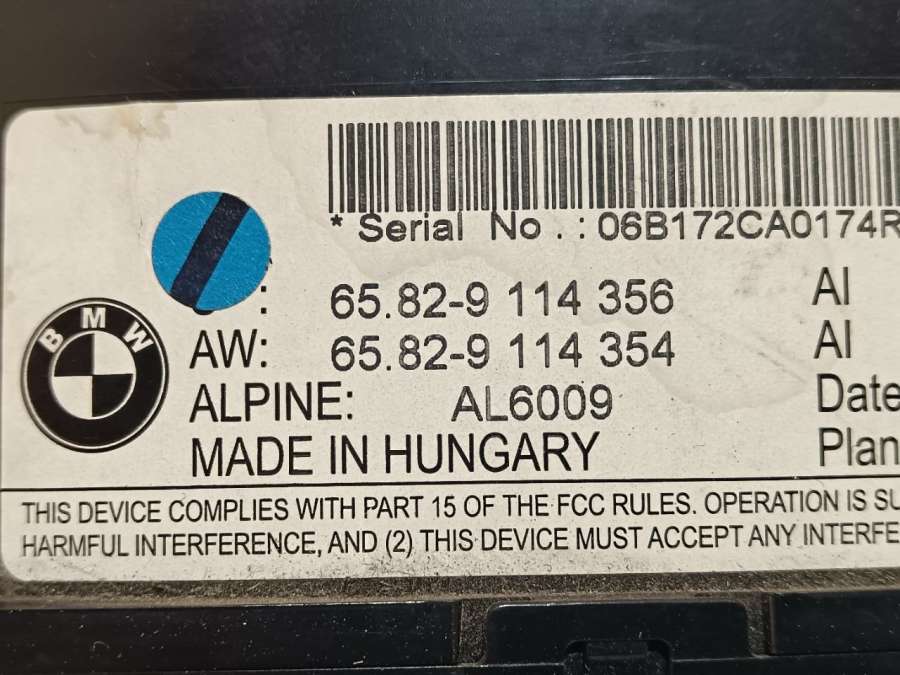 * Serial No . : 06B172CA0174R
: 65.82-9 114 356 AI
BMW
AW: 65.82-9 114 354 AI
ALPINE: AL6009 Date
MADE IN HUNGARY Plan
THIS DEVICE COMPLIES WITH PART 15 OF THE FCC RULES. OPERATION IS SU
HARMFUL INTERFERENCE, AND (2) THIS DEVICE MUST ACCEPT ANY INTERFE